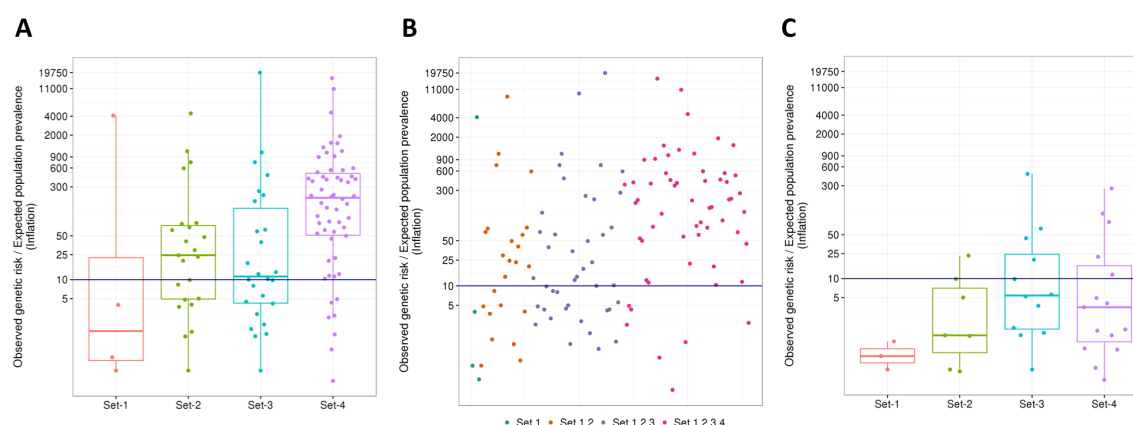 A
B
C
Observed genetic risk / Expected population prevalence
(Inflation)
19750
11000
4000
2000
900
600
300
50
25
10
5
Set-1
Set-2
Set-3
Set-4
Observed genetic risk / Expected population prevalence
(Inflation)
19750
11000
4000
2000
900
600
300
50
25
10
5
Set 1
Set 1,2
Set 1,2,3
Set 1,2,3,4
Observed genetic risk / Expected population prevalence
(Inflation)
19750
11000
4000
2000
900
600
300
50
25
10
5
Set-1
Set-2
Set-3
Set-4